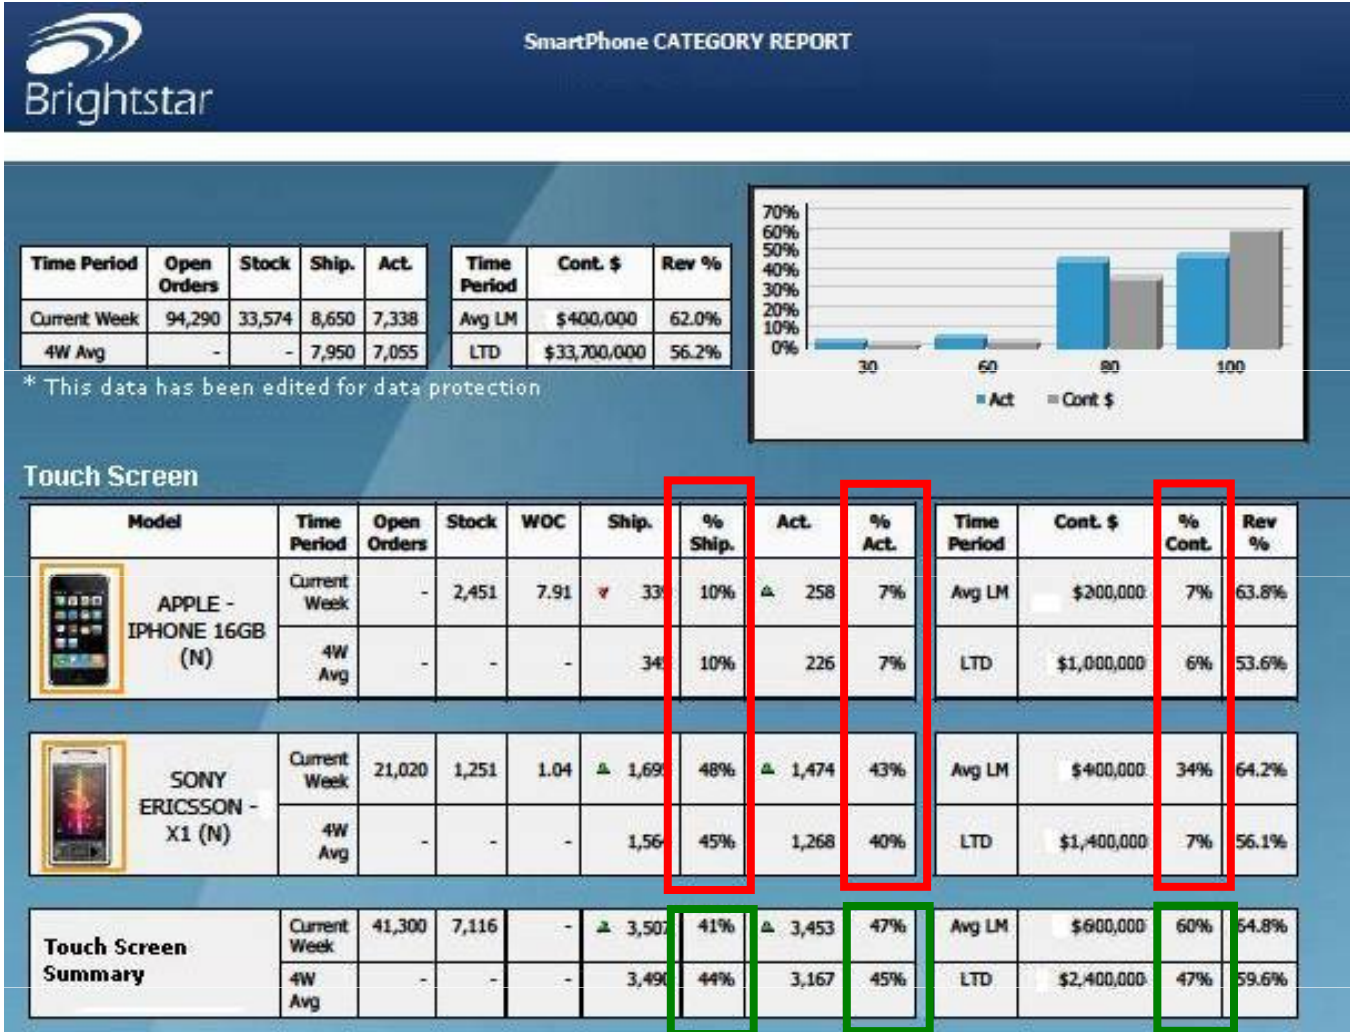 Brightstar
SmartPhone CATEGORY REPORT
Time Period Open Orders Stock Ship. Act.
Current Week 94,290 33,574 8,650 7,338
4W Avg - - 7,950 7,055
Time Period Cont. $ Rev %
Avg LM $400,000 62.0%
LTD $33,700,000 56.2%
* This data has been edited for data protection
70%
60%
50%
40%
30%
20%
10%
0%
30 60 80 100
Act Cont $
Touch Screen
Model Time Period Open Orders Stock WOC Ship. % Ship. Act. % Act. Time Period Cont. $ % Cont. Rev %
APPLE - IPHONE 16GB (N)
Current Week - 2,451 7.91 10% 258 7% Avg LM $200,000 7% 63.8%
4W Avg - - - 10% 226 7% LTD $1,000,000 6% 53.6%
SONY ERICSSON - X1 (N)
Current Week 21,020 1,251 1.04 1,695 48% 1,474 43% Avg LM $400,000 34% 64.2%
4W Avg - - - 1,564 45% 1,268 40% LTD $1,400,000 7% 56.1%
Touch Screen Summary
Current Week 41,300 7,116 - 3,507 41% 3,453 47% Avg LM $600,000 60% 64.8%
4W Avg - - - 3,490 44% 3,167 45% LTD $2,400,000 47% 59.6%